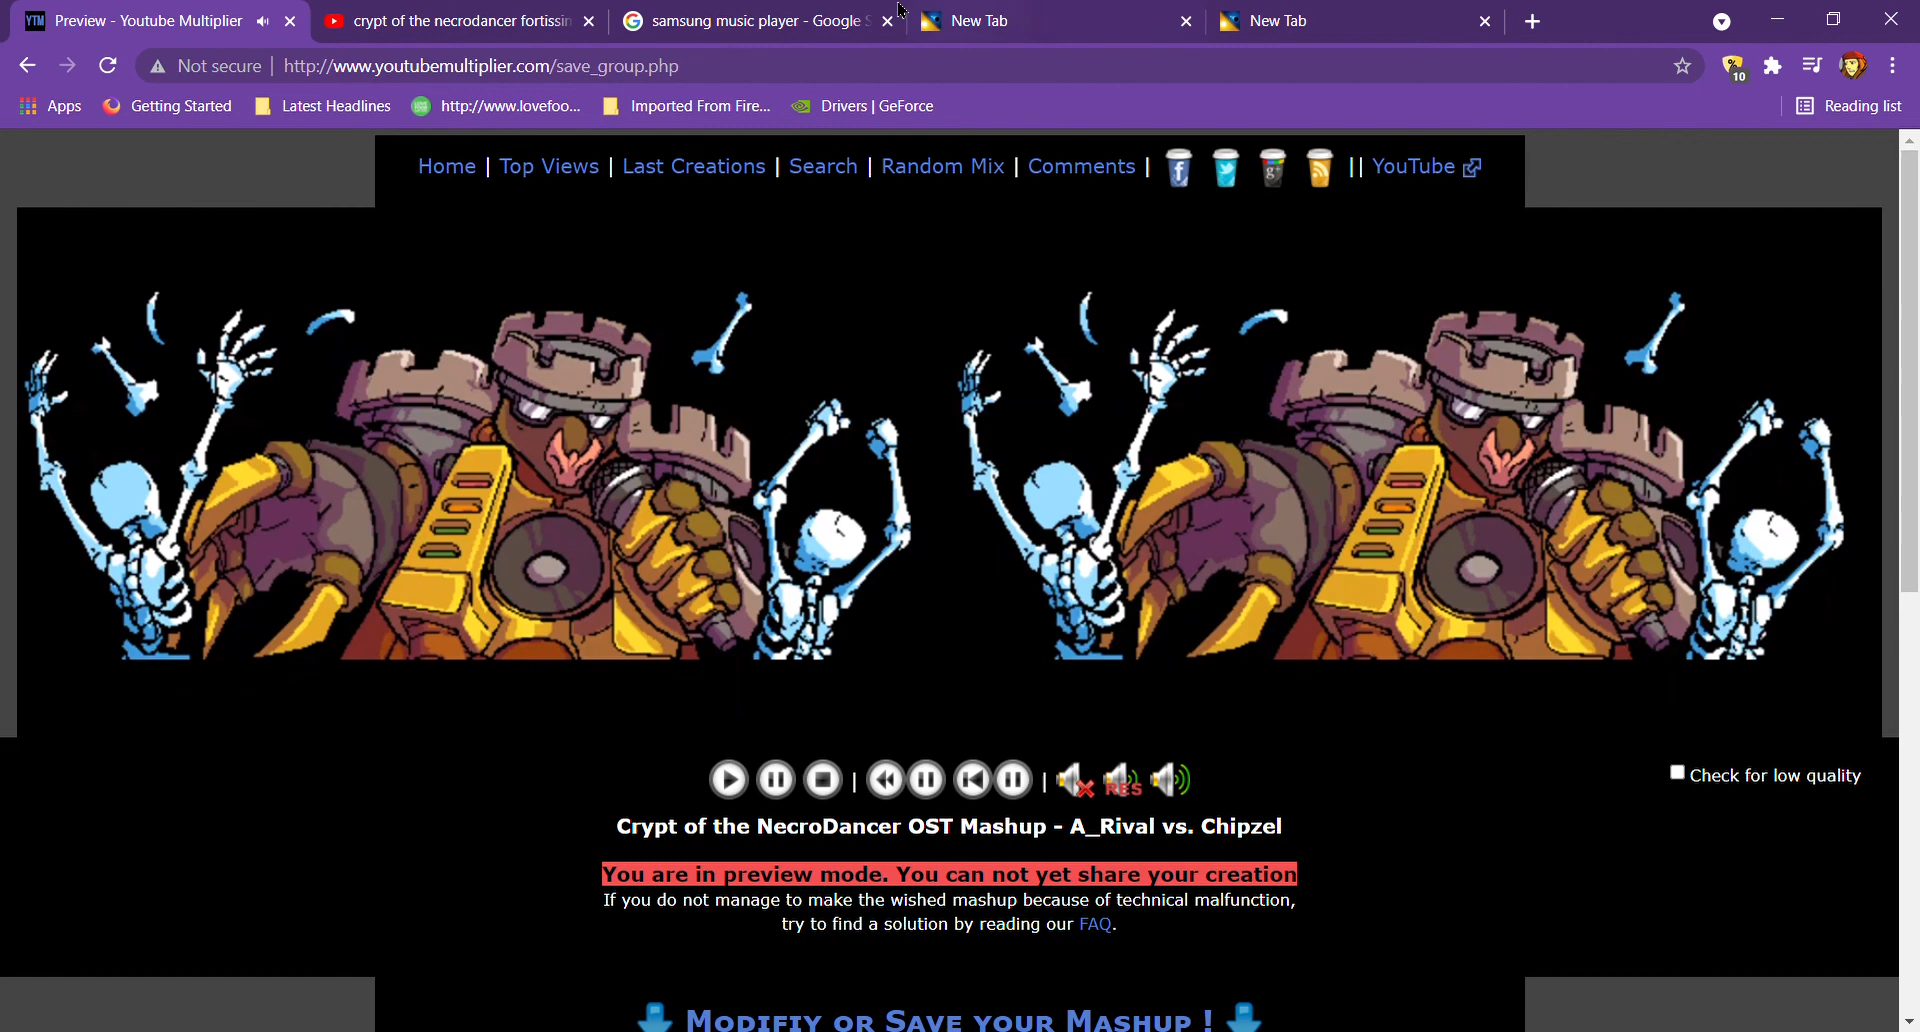 YTM Preview - Youtube Multiplier
crypt of the necrodancer fortissin
samsung music player - Google S
New Tab
New Tab
Not secure | http://www.youtubemultiplier.com/save_group.php
10
Apps
Getting Started
Latest Headlines
http://www.lovefoo...
Imported From Fire...
Drivers | GeForce
Reading list
Home | Top Views | Last Creations | Search | Random Mix | Comments | f g+ || YouTube
| | RES
Check for low quality
Crypt of the NecroDancer OST Mashup - A_Rival vs. Chipzel
You are in preview mode. You can not yet share your creation
If you do not manage to make the wished mashup because of technical malfunction,
try to find a solution by reading our FAQ.
Modifiy or Save your Mashup !